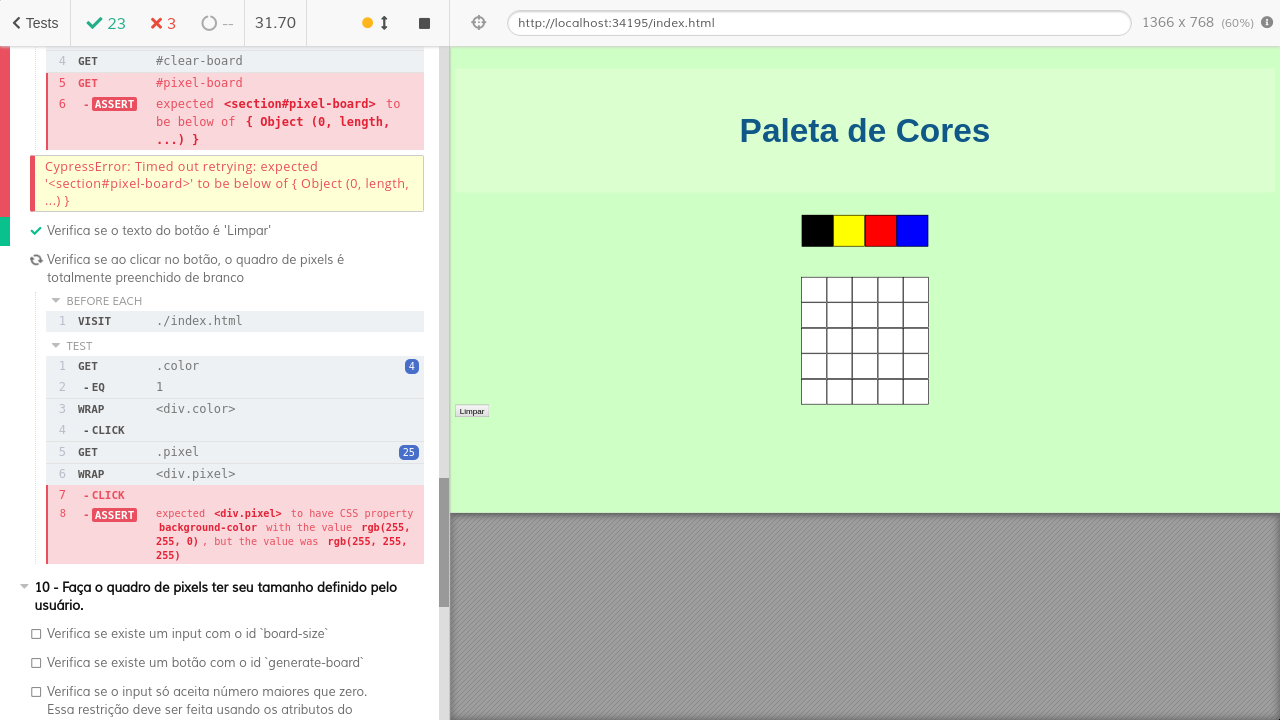 Tests
23
3
--
31.70
http://localhost:34195/index.html
1366 x 768 (60%)
4 GET #clear-board
5 GET #pixel-board
6 -ASSERT expected <section#pixel-board> to
be below of { Object (0, length,
...) }
CypressError: Timed out retrying: expected
'<section#pixel-board>' to be below of { Object (0, length,
...) }
Verifica se o texto do botão é 'Limpar'
Verifica se ao clicar no botão, o quadro de pixels é
totalmente preenchido de branco
BEFORE EACH
1 VISIT ./index.html
TEST
1 GET .color 4
2 -EQ 1
3 WRAP <div.color>
4 -CLICK
5 GET .pixel 25
6 WRAP <div.pixel>
7 -CLICK
8 -ASSERT expected <div.pixel> to have CSS property
background-color with the value rgb(255,
255, 0), but the value was rgb(255, 255,
255)
10 - Faça o quadro de pixels ter seu tamanho definido pelo
usuário.
Verifica se existe um input com o id `board-size`
Verifica se existe um botão com o id `generate-board`
Verifica se o input só aceita número maiores que zero.
Essa restrição deve ser feita usando os atributos do
Paleta de Cores
Limpar